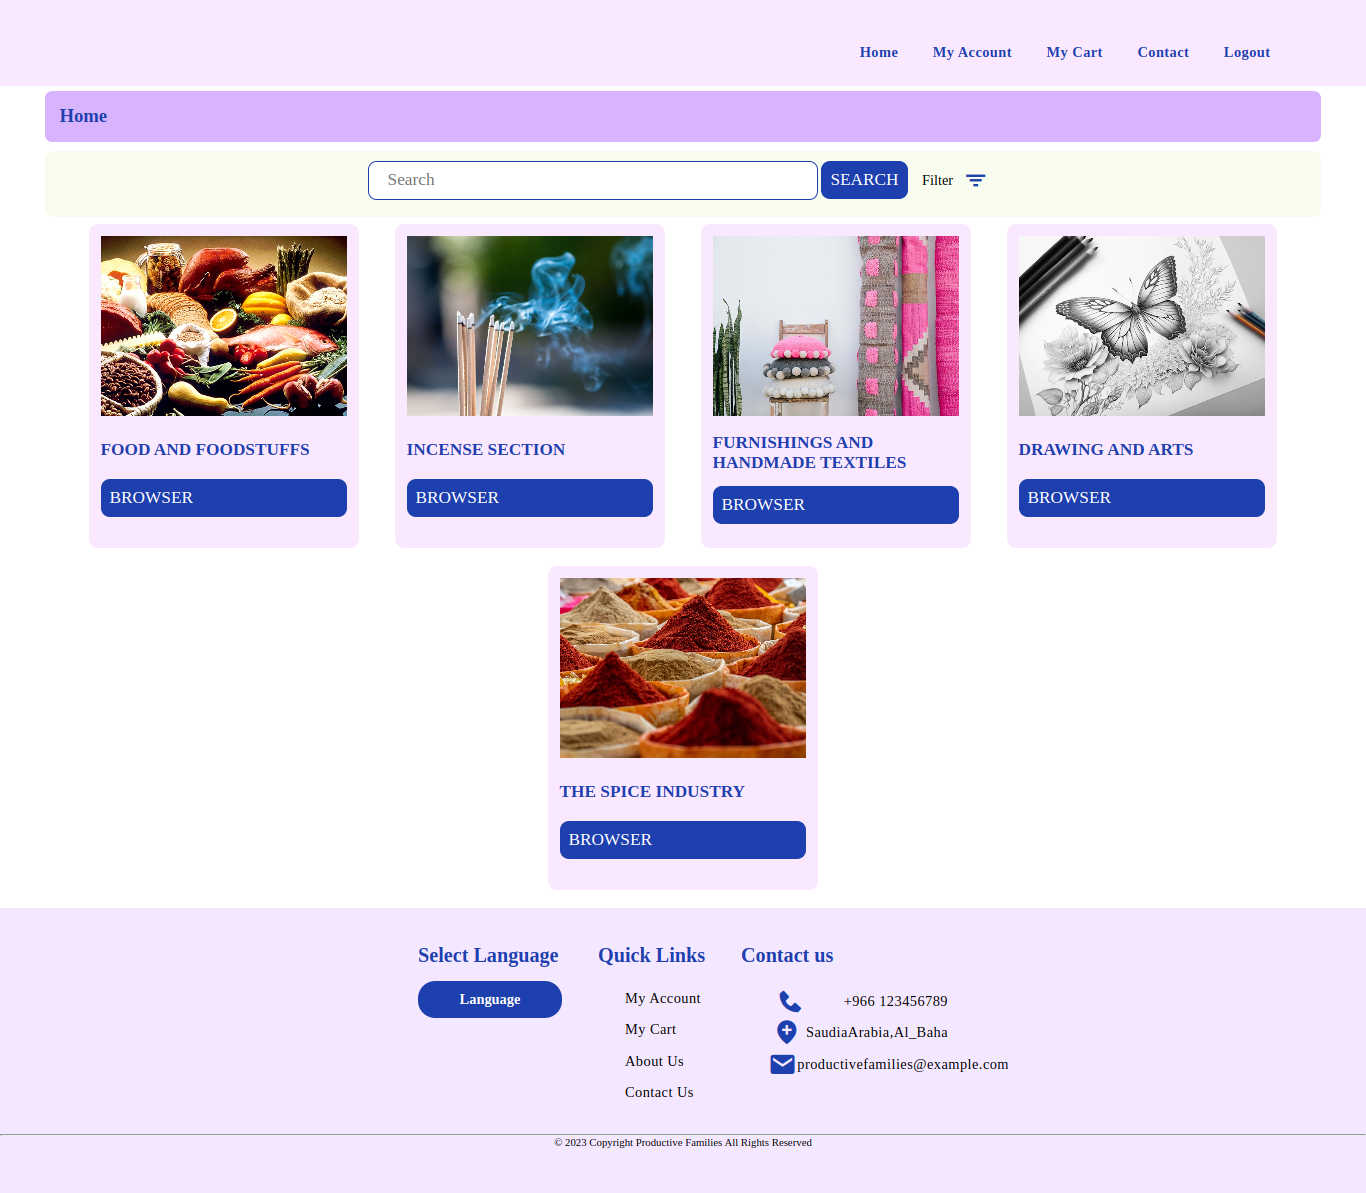 Home My Account My Cart Contact Logout
Home
Search SEARCH Filter
FOOD AND FOODSTUFFS
BROWSER
INCENSE SECTION
BROWSER
FURNISHINGS AND
HANDMADE TEXTILES
BROWSER
DRAWING AND ARTS
BROWSER
THE SPICE INDUSTRY
BROWSER
Select Language
Language
Quick Links
My Account
My Cart
About Us
Contact Us
Contact us
+966 123456789
SaudiaArabia,Al_Baha
productivefamilies@example.com
© 2023 Copyright Productive Families All Rights Reserved